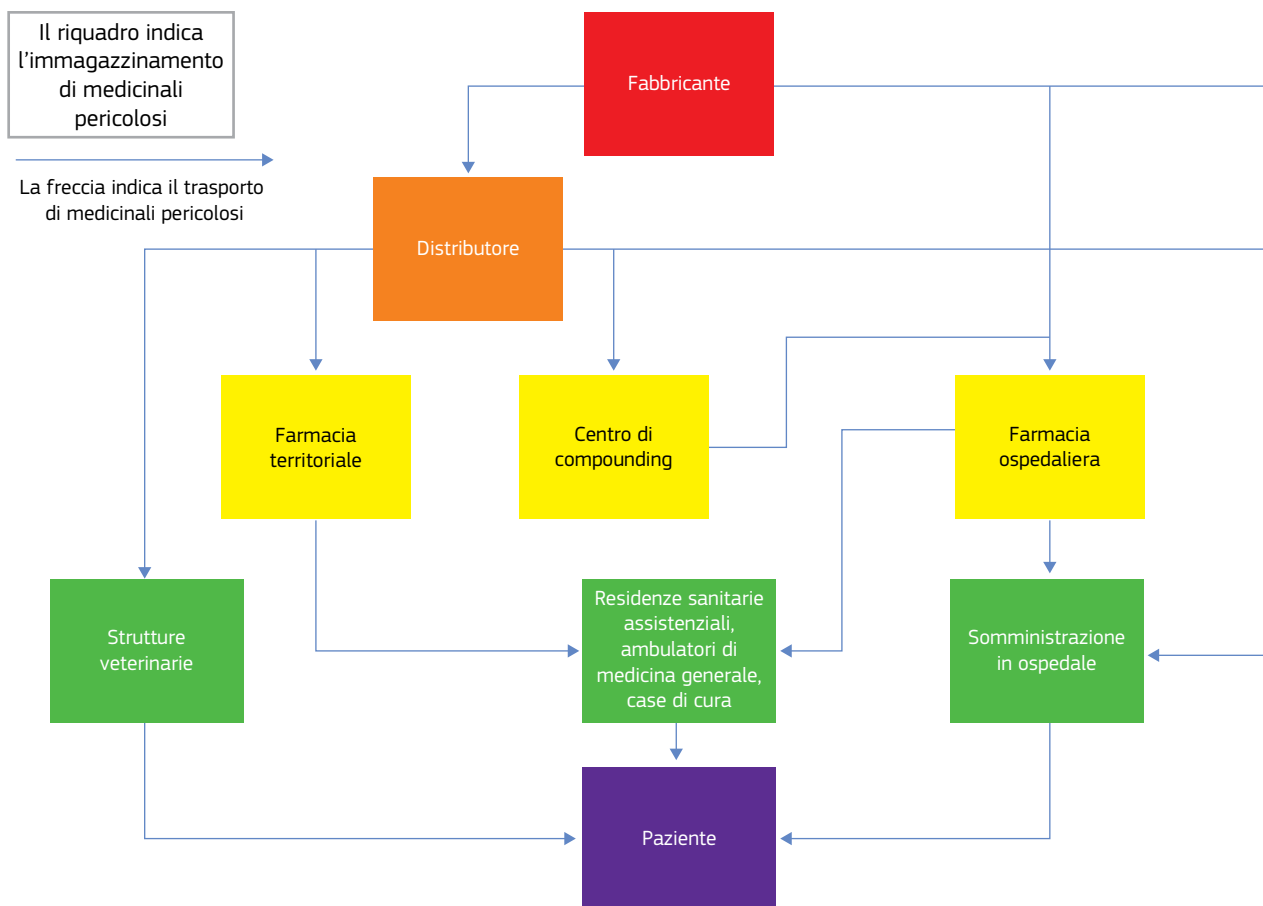 Il riquadro indica
l'immagazzinamento
di medicinali
pericolosi
La freccia indica il trasporto
di medicinali pericolosi
Fabbricante
Distributore
Farmacia
territoriale
Centro di
compounding
Farmacia
ospedaliera
Strutture
veterinarie
Residenze sanitarie
assistenziali,
ambulatori di
medicina generale,
case di cura
Somministrazione
in ospedale
Paziente